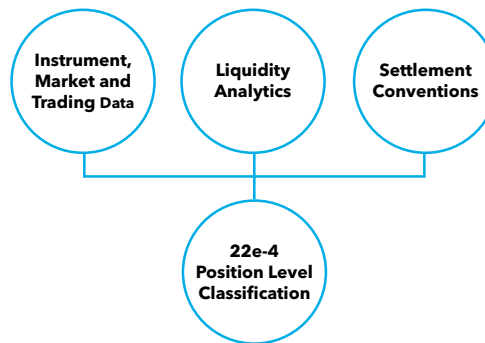 Instrument,
Market and
Trading Data
Liquidity
Analytics
Settlement
Conventions
22e-4
Position Level
Classification